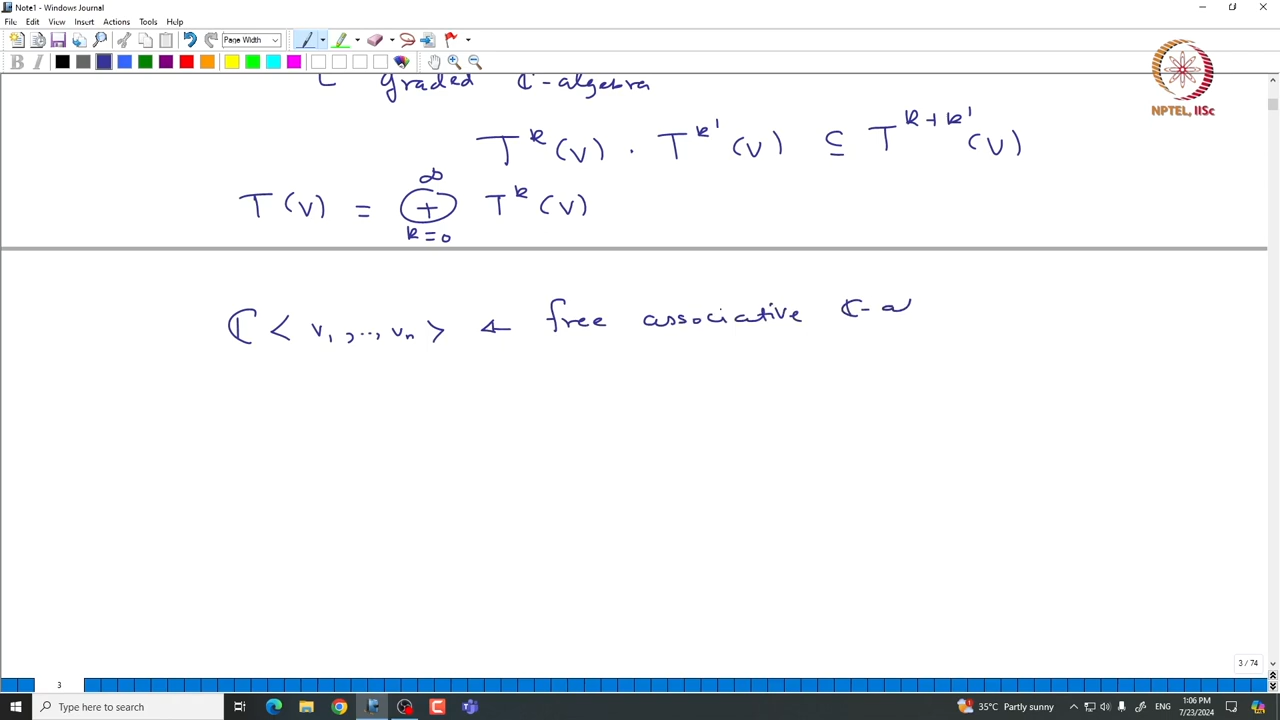 Note1 - Windows Journal
File Edit View Insert Actions Tools Help
Page Width
B I
NPTEL, IISc
graded ℂ-algebra
T^k(V) · T^{k'}(V) ⊆ T^{k+k'}(V)
T(V) = ⊕_{k=0}^{∞} T^k(V)
ℂ < v₁, .., vₙ > ← free associative ℂ-a
3 / 74
3
Type here to search
35°C Partly sunny
1:06 PM
7/23/2024